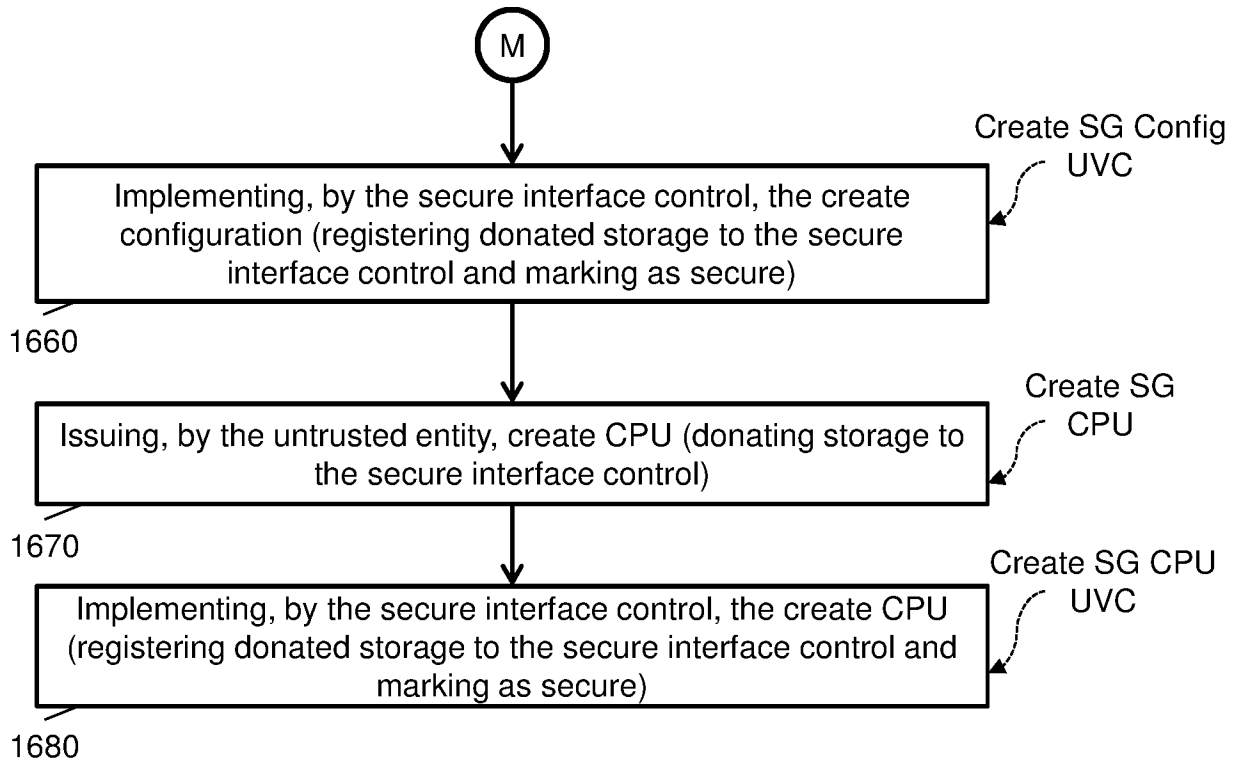 M
Create SG Config
UVC
Implementing, by the secure interface control, the create
configuration (registering donated storage to the secure
interface control and marking as secure)
1660
Create SG
CPU
Issuing, by the untrusted entity, create CPU (donating storage to
the secure interface control)
1670
Create SG CPU
UVC
Implementing, by the secure interface control, the create CPU
(registering donated storage to the secure interface control and
marking as secure)
1680